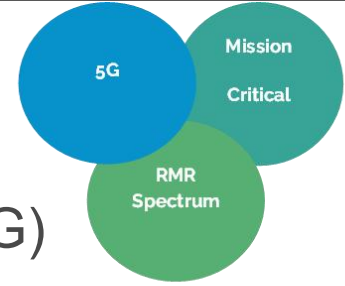 5G
Mission
Critical
RMR
Spectrum
G)